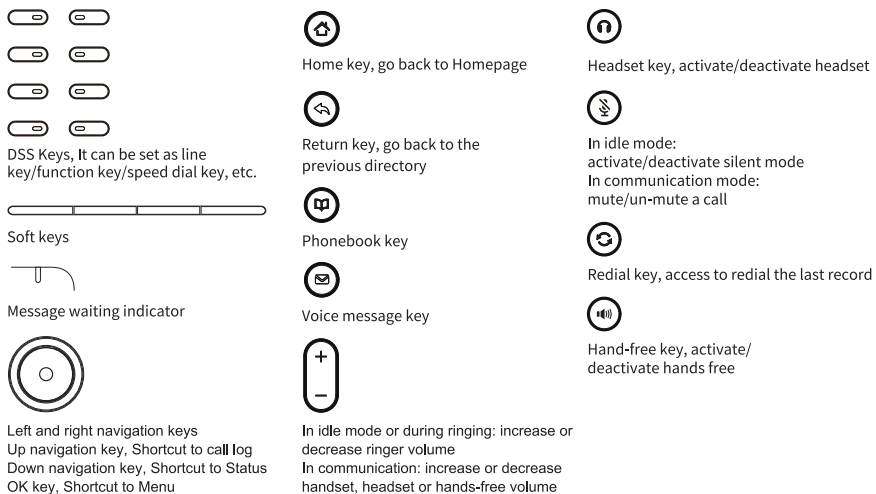 DSS Keys, It can be set as line
key/function key/speed dial key, etc.
Soft keys
Message waiting indicator
Left and right navigation keys
Up navigation key, Shortcut to call log
Down navigation key, Shortcut to Status
OK key, Shortcut to Menu
Home key, go back to Homepage
Return key, go back to the
previous directory
Phonebook key
Voice message key
+
−
In idle mode or during ringing: increase or
decrease ringer volume
In communication: increase or decrease
handset, headset or hands-free volume
Headset key, activate/deactivate headset
In idle mode:
activate/deactivate silent mode
In communication mode:
mute/un-mute a call
Redial key, access to redial the last record
Hand-free key, activate/
deactivate hands free